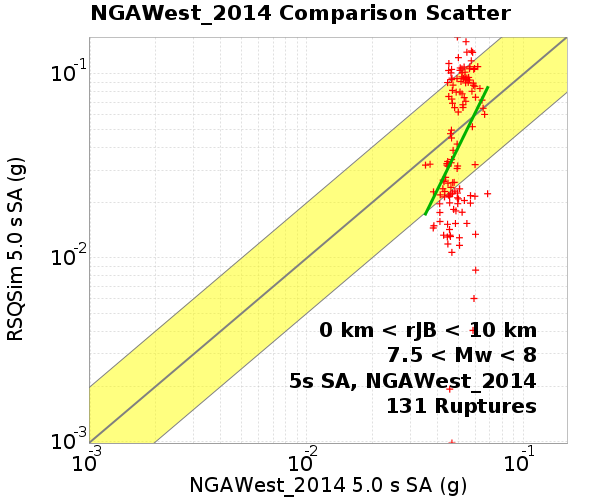 NGAWest_2014 Comparison Scatter
RSQSim 5.0 s SA (g)
10⁻¹
10⁻²
10⁻³
0 km < rJB < 10 km
7.5 < Mw < 8
5s SA, NGAWest_2014
131 Ruptures
10⁻³ 10⁻² 10⁻¹
NGAWest_2014 5.0 s SA (g)